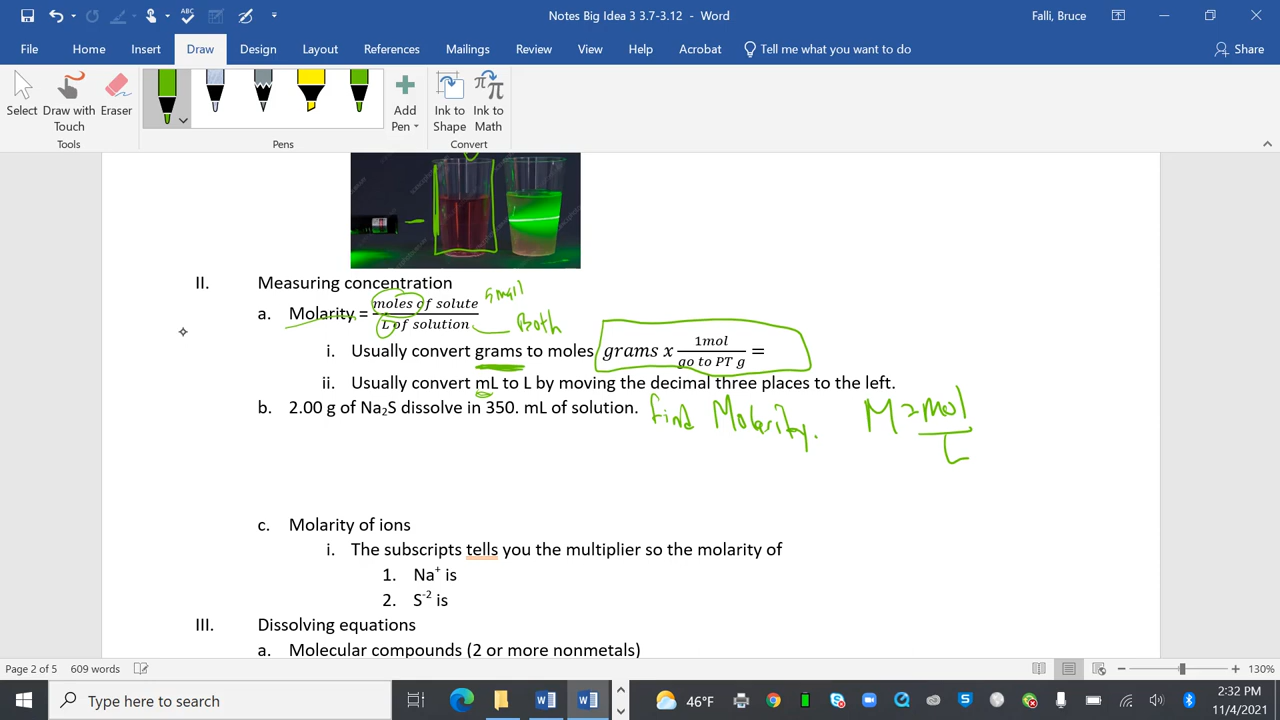 Notes Big Idea 3 3.7-3.12 - Word
Falli, Bruce
File Home Insert Draw Design Layout References Mailings Review View Help Acrobat Tell me what you want to do Share
Select Draw with Touch Eraser Add Pen Ink to Shape Ink to Math
Tools Pens Convert
II. Measuring concentration
a. Molarity = moles of solute / L of solution small Both
i. Usually convert grams to moles grams x 1mol / go to PT g =
ii. Usually convert mL to L by moving the decimal three places to the left.
b. 2.00 g of Na₂S dissolve in 350. mL of solution. Find Molarity. M = mol / L
c. Molarity of ions
i. The subscripts tells you the multiplier so the molarity of
1. Na⁺ is
2. S⁻² is
III. Dissolving equations
a. Molecular compounds (2 or more nonmetals)
Page 2 of 5 609 words 130%
Type here to search 46°F 2:32 PM
11/4/2021